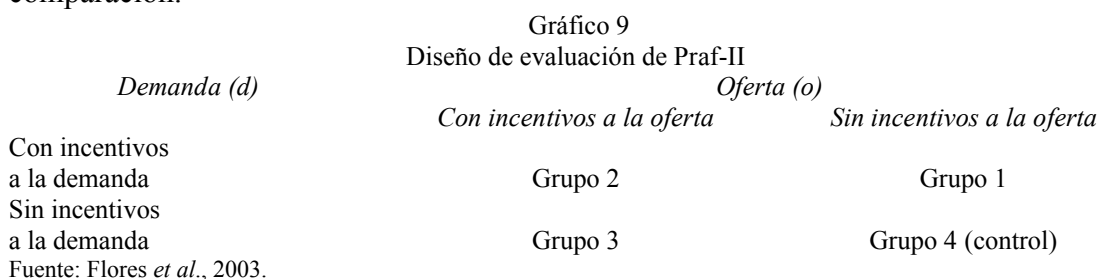 Gráfico 9
Diseño de evaluación de Praf-II
Demanda (d) Oferta (o)
Con incentivos a la oferta Sin incentivos a la oferta
Con incentivos
a la demanda Grupo 2 Grupo 1
Sin incentivos
a la demanda Grupo 3 Grupo 4 (control)
Fuente: Flores et al., 2003.